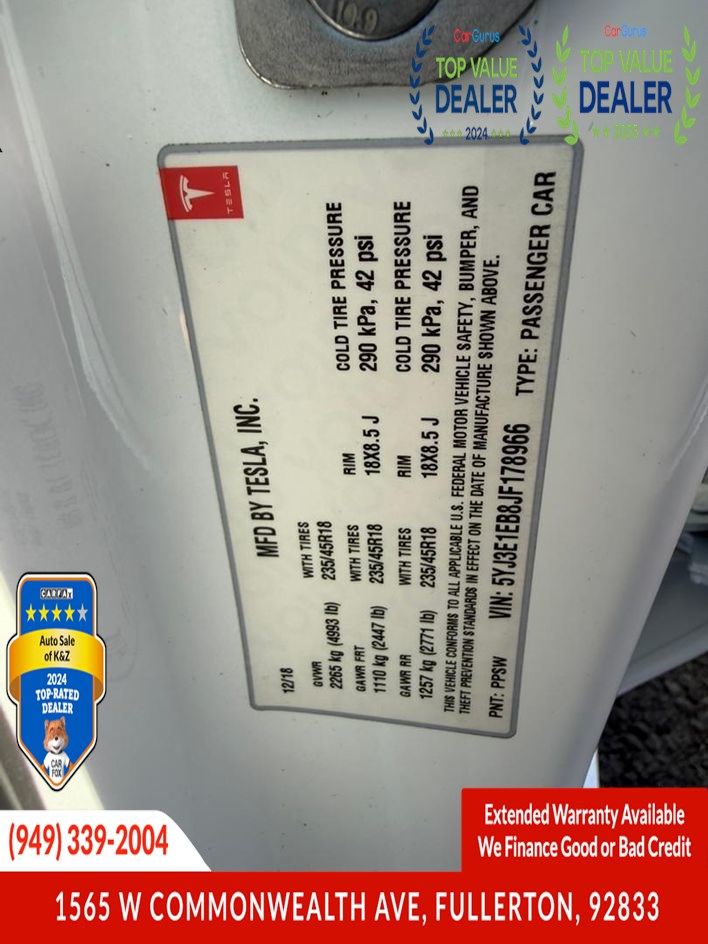 199
CarGurus
TOP VALUE
DEALER
2024
CarGurus
TOP VALUE
DEALER
TESLA
MFD BY TESLA, INC.
12/18
GVWR WITH TIRES RIM COLD TIRE PRESSURE
2265 kg (4993 lb) 235/45R18 18X8.5 J 290 kPa, 42 psi
GAWR FRT WITH TIRES RIM COLD TIRE PRESSURE
1110 kg (2447 lb) 235/45R18 18X8.5 J 290 kPa, 42 psi
GAWR RR WITH TIRES
1257 kg (2771 lb) 235/45R18
THIS VEHICLE CONFORMS TO ALL APPLICABLE U.S. FEDERAL MOTOR VEHICLE SAFETY, BUMPER, AND
THEFT PREVENTION STANDARDS IN EFFECT ON THE DATE OF MANUFACTURE SHOWN ABOVE.
PNT: PPSW VIN: 5YJ3E1EB8JF178966 TYPE: PASSENGER CAR
CARFAX
Auto Sale
of K&Z
2024
TOP-RATED
DEALER
CAR
FOX
(949) 339-2004
Extended Warranty Available
We Finance Good or Bad Credit
1565 W COMMONWEALTH AVE, FULLERTON, 92833